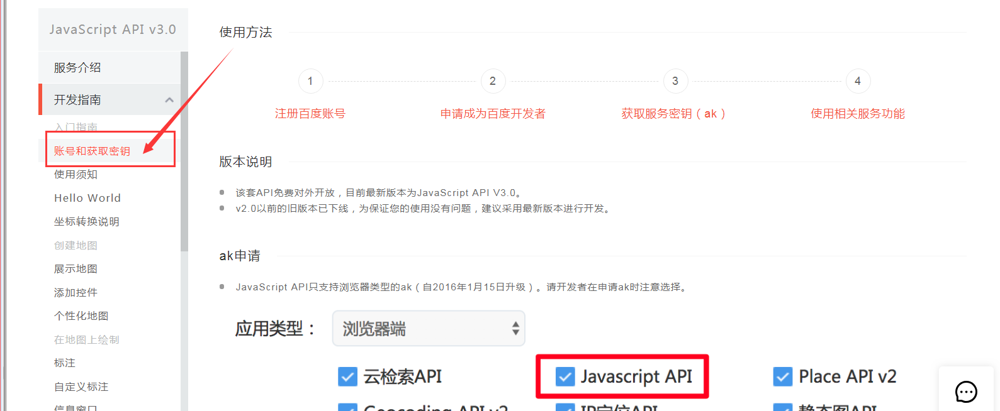 JavaScript API v3.0
服务介绍
开发指南
入门指南
账号和获取密钥
使用须知
Hello World
坐标转换说明
创建地图
展示地图
添加控件
个性化地图
在地图上绘制
标注
自定义标注
信息窗口
使用方法
1
2
3
4
注册百度账号
申请成为百度开发者
获取服务密钥（ak）
使用相关服务功能
版本说明
该套API免费对外开放，目前最新版本为JavaScript API V3.0。
v2.0以前的旧版本已下线，为保证您的使用没有问题，建议采用最新版本进行开发。
ak申请
JavaScript API只支持浏览器类型的ak（自2016年1月15日升级）。请开发者在申请ak时注意选择。
应用类型： 浏览器端
云检索API
Javascript API
Place API v2
Geocoding API v2
IP定位API
静态图API